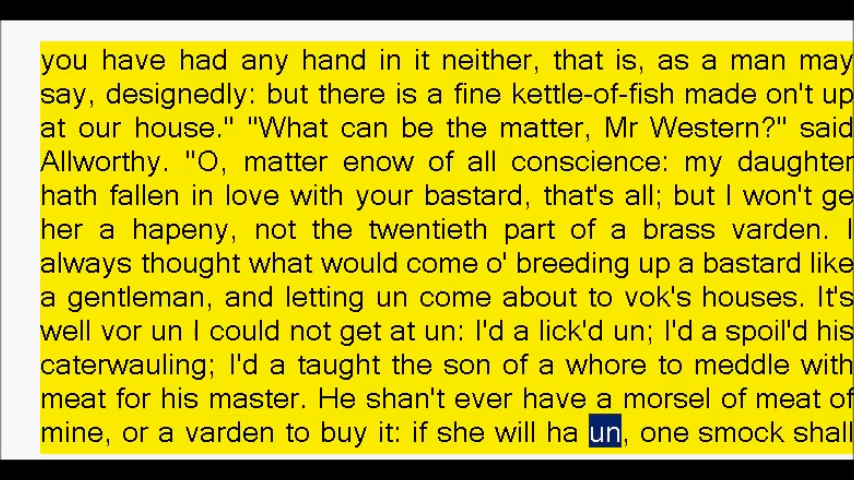 you have had any hand in it neither, that is, as a man may
say, designedly: but there is a fine kettle-of-fish made on't up
at our house." "What can be the matter, Mr Western?" said
Allworthy. "O, matter enow of all conscience: my daughter
hath fallen in love with your bastard, that's all; but I won't ge
her a hapeny, not the twentieth part of a brass varden. I
always thought what would come o' breeding up a bastard like
a gentleman, and letting un come about to vok's houses. It's
well vor un I could not get at un: I'd a lick'd un; I'd a spoil'd his
caterwauling; I'd a taught the son of a whore to meddle with
meat for his master. He shan't ever have a morsel of meat of
mine, or a varden to buy it: if she will ha un, one smock shall